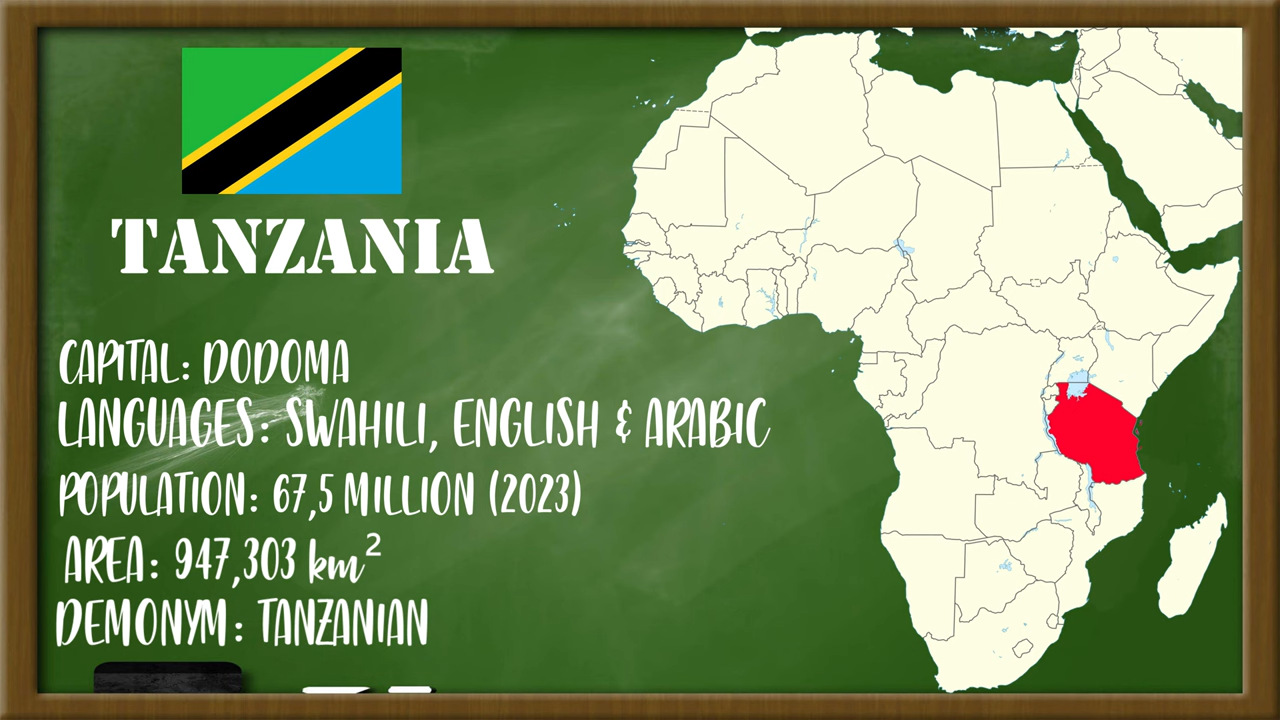 TANZANIA
CAPITAL: DODOMA
LANGUAGES: SWAHILI, ENGLISH & ARABIC
POPULATION: 67,5 MILLION (2023)
AREA: 947,303 km²
DEMONYM: TANZANIAN